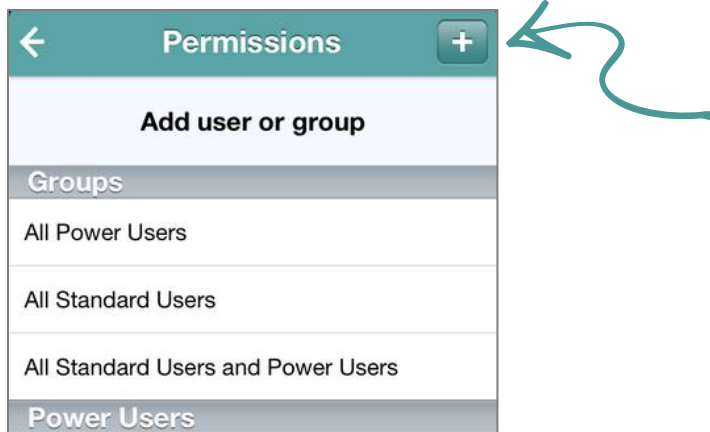 Permissions
+
Add user or group
Groups
All Power Users
All Standard Users
All Standard Users and Power Users
Power Users